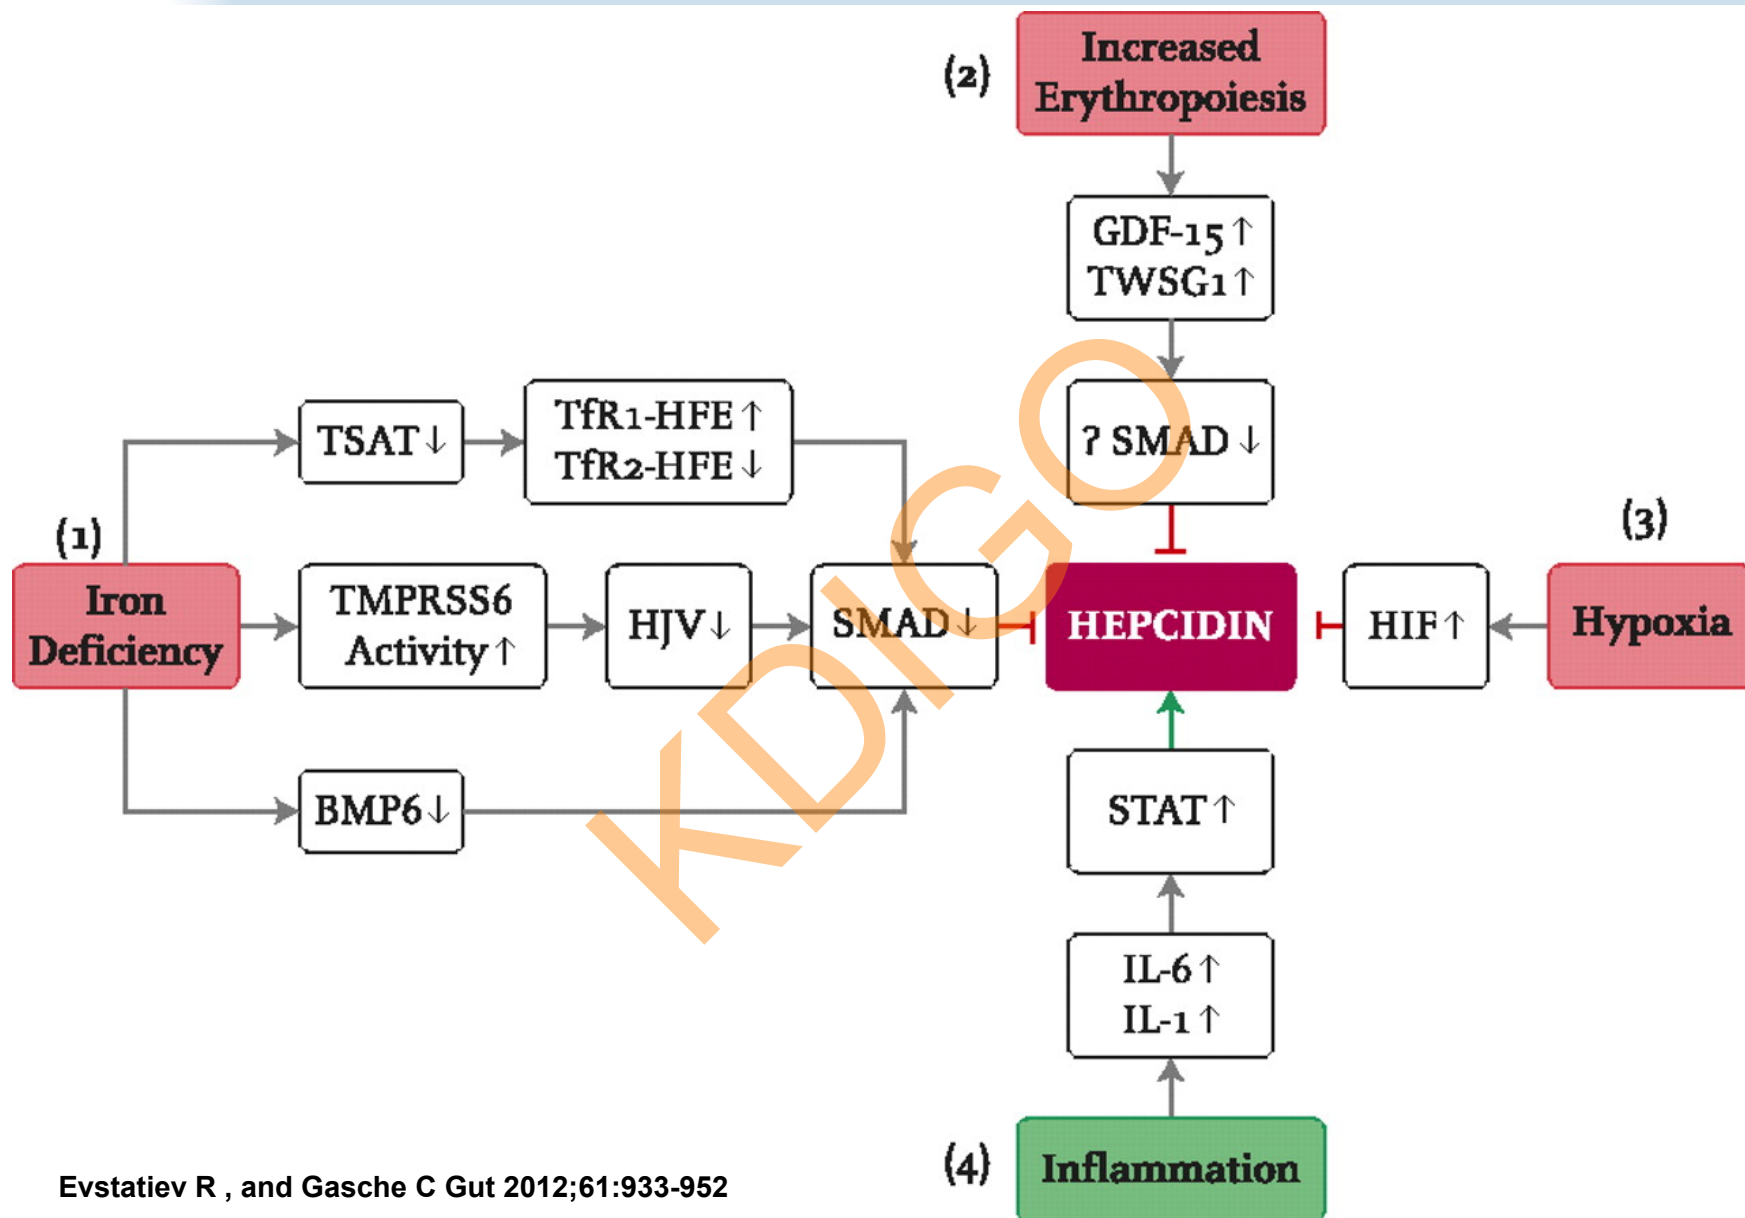 (2)
Increased
Erythropoiesis
GDF-15↑
TWSG1↑
? SMAD↓
TSAT↓
TfR1-HFE↑
TfR2-HFE↓
(1)
Iron
Deficiency
TMPRSS6
Activity↑
HJV↓
SMAD↓
HEPCIDIN
HIF↑
(3)
Hypoxia
BMP6↓
STAT↑
IL-6↑
IL-1↑
(4)
Inflammation
KDIGO
Evstatiev R , and Gasche C Gut 2012;61:933-952